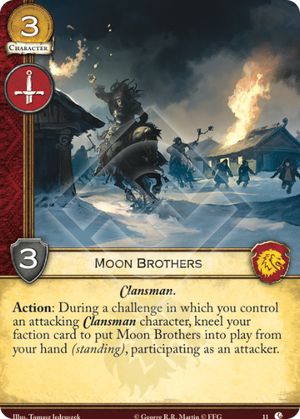 3
Character
3
Moon Brothers
Clansman.
Action: During a challenge in which you control
an attacking Clansman character, kneel your
faction card to put Moon Brothers into play from
your hand (standing), participating as an attacker.
Illus. Tomasz Jedruszek
© George R.R. Martin © FFG
11